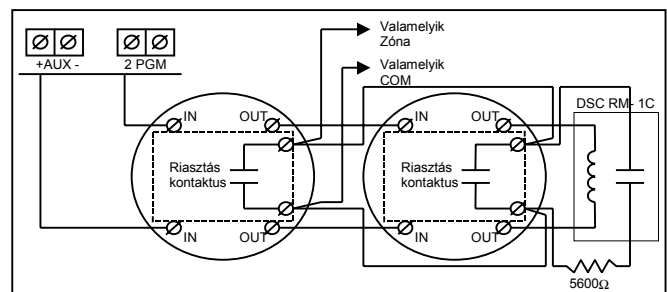 Valamelyik
Zóna
Valamelyik
COM
+AUX -
2 PGM
DSC RM- 1C
IN
OUT
IN
OUT
Riasztás
kontaktus
Riasztás
kontaktus
IN
OUT
IN
OUT
5600Ω